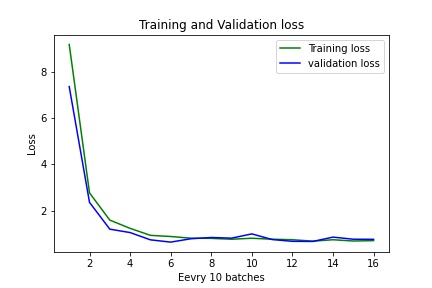 Training and Validation loss
Training loss
validation loss
Loss
8
6
4
2
2 4 6 8 10 12 14 16
Eevry 10 batches